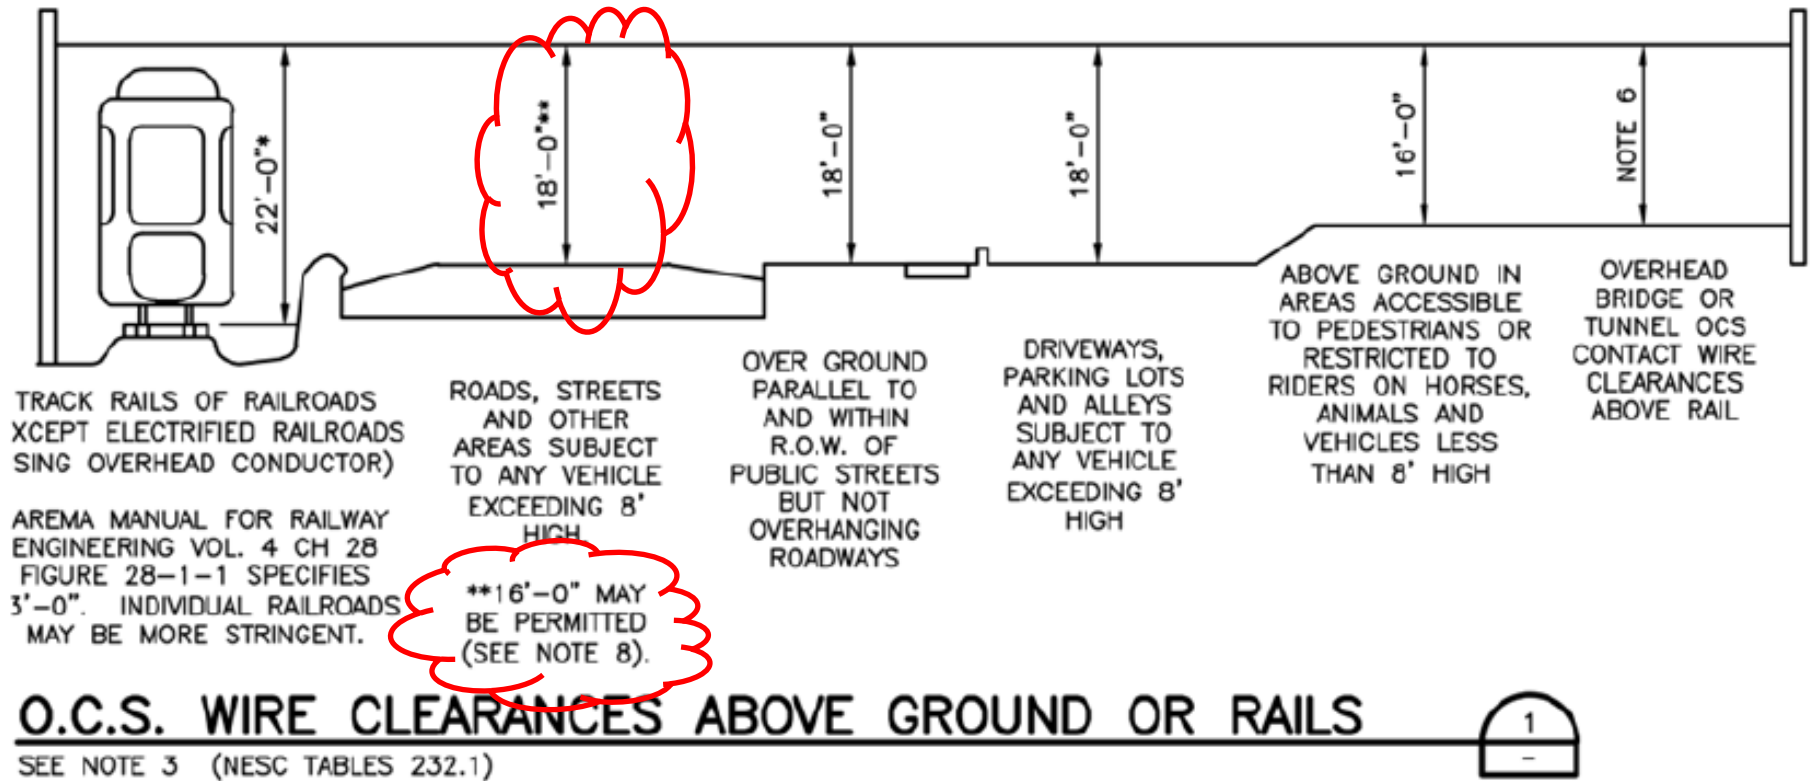 22'-0"*
18'-0"**
18'-0"
18'-0"
16'-0"
NOTE 6
TRACK RAILS OF RAILROADS
XCEPT ELECTRIFIED RAILROADS
SING OVERHEAD CONDUCTOR)
AREMA MANUAL FOR RAILWAY
ENGINEERING VOL. 4 CH 28
FIGURE 28-1-1 SPECIFIES
3'-0". INDIVIDUAL RAILROADS
MAY BE MORE STRINGENT.
ROADS, STREETS
AND OTHER
AREAS SUBJECT
TO ANY VEHICLE
EXCEEDING 8'
HIGH.
**16'-0" MAY
BE PERMITTED
(SEE NOTE 8).
OVER GROUND
PARALLEL TO
AND WITHIN
R.O.W. OF
PUBLIC STREETS
BUT NOT
OVERHANGING
ROADWAYS
DRIVEWAYS,
PARKING LOTS
AND ALLEYS
SUBJECT TO
ANY VEHICLE
EXCEEDING 8'
HIGH
ABOVE GROUND IN
AREAS ACCESSIBLE
TO PEDESTRIANS OR
RESTRICTED TO
RIDERS ON HORSES,
ANIMALS AND
VEHICLES LESS
THAN 8' HIGH
OVERHEAD
BRIDGE OR
TUNNEL OCS
CONTACT WIRE
CLEARANCES
ABOVE RAIL
O.C.S. WIRE CLEARANCES ABOVE GROUND OR RAILS
1
-
SEE NOTE 3 (NESC TABLES 232.1)